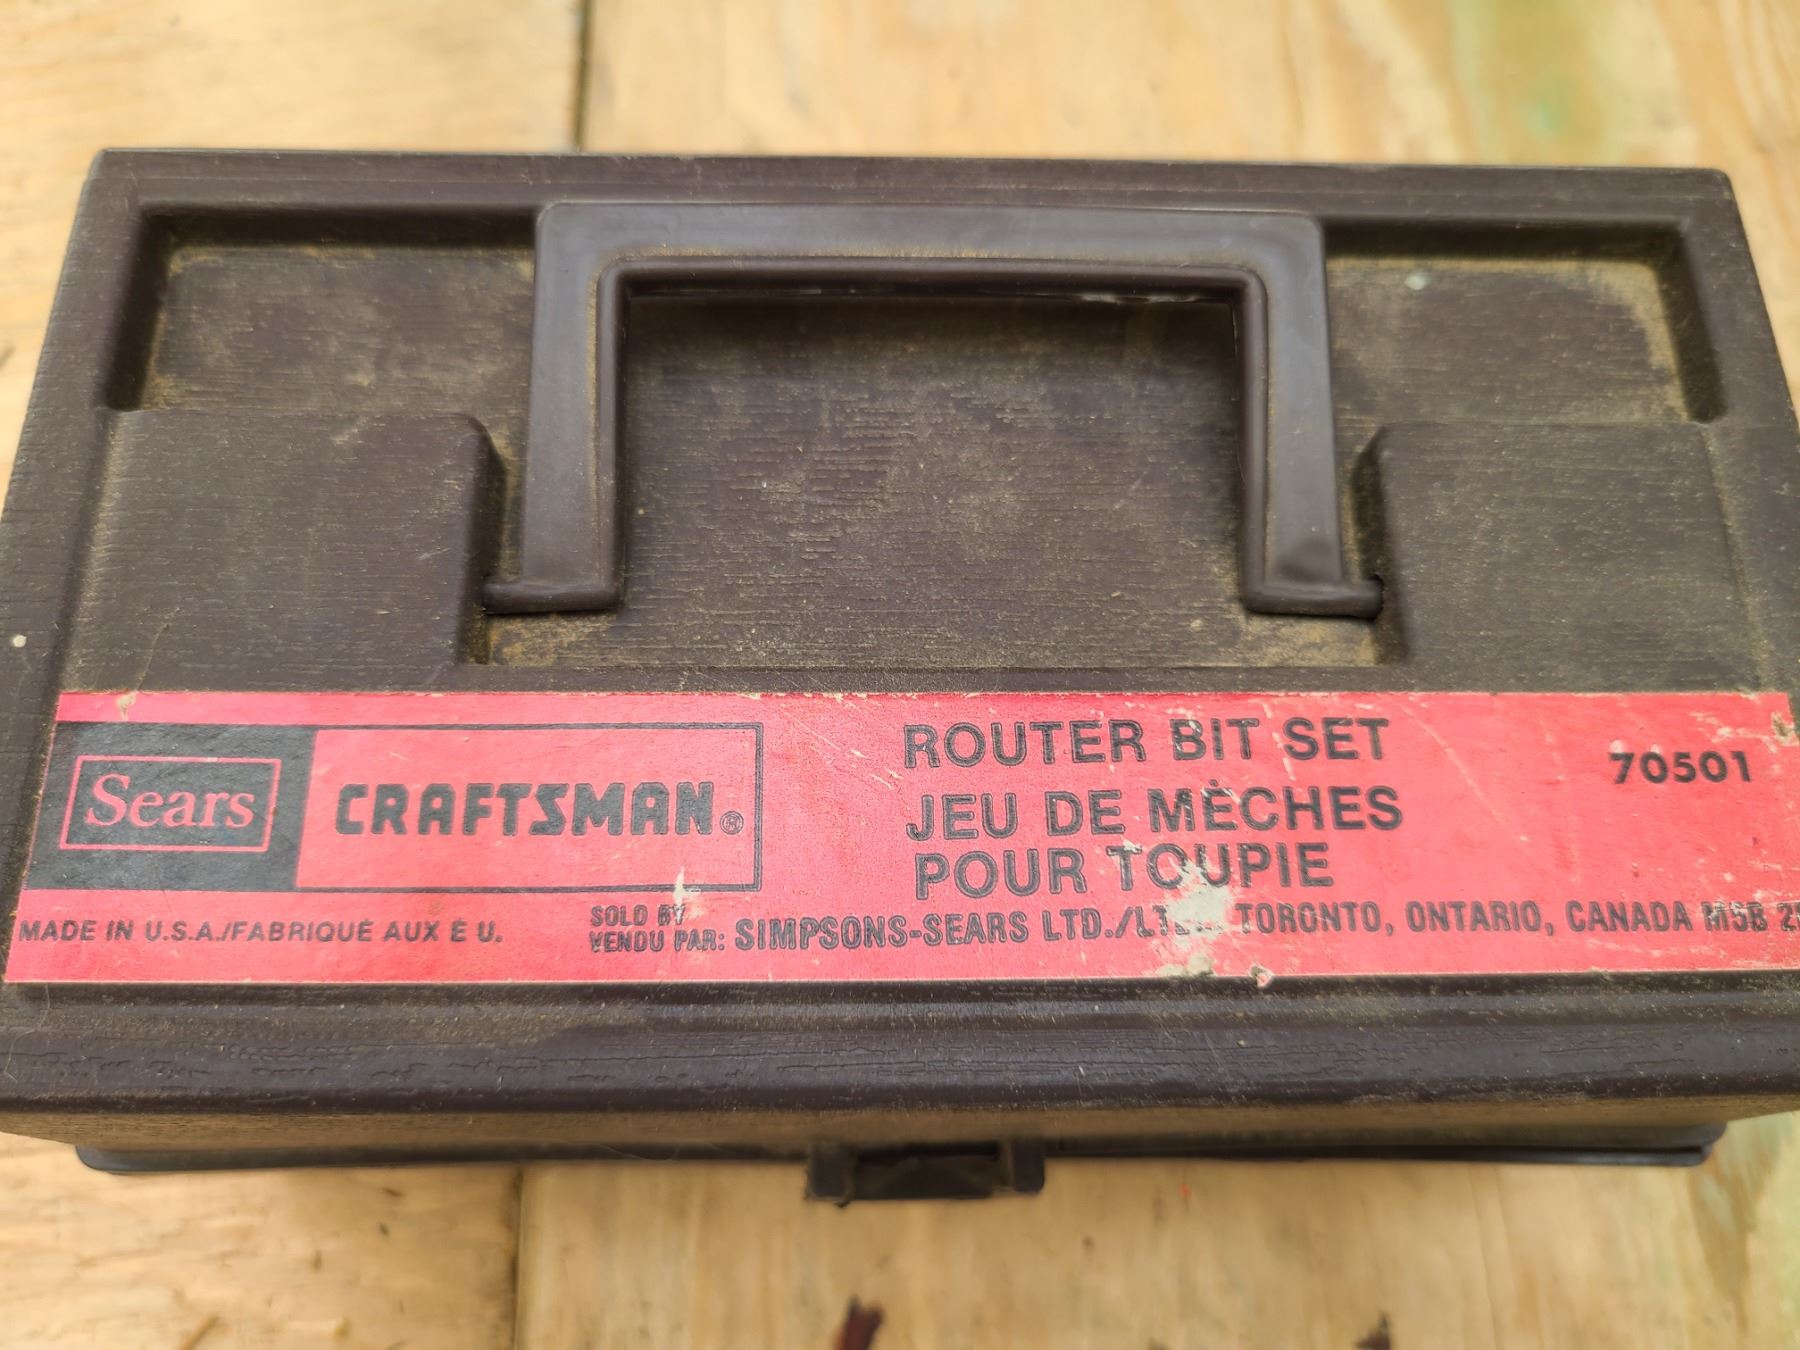 Sears
CRAFTSMAN®
ROUTER BIT SET
JEU DE MÈCHES
POUR TOUPIE
70501
MADE IN U.S.A./FABRIQUÉ AUX É U.
SOLD BY
VENDU PAR: SIMPSONS-SEARS LTD./ TORONTO, ONTARIO, CANADA M5B